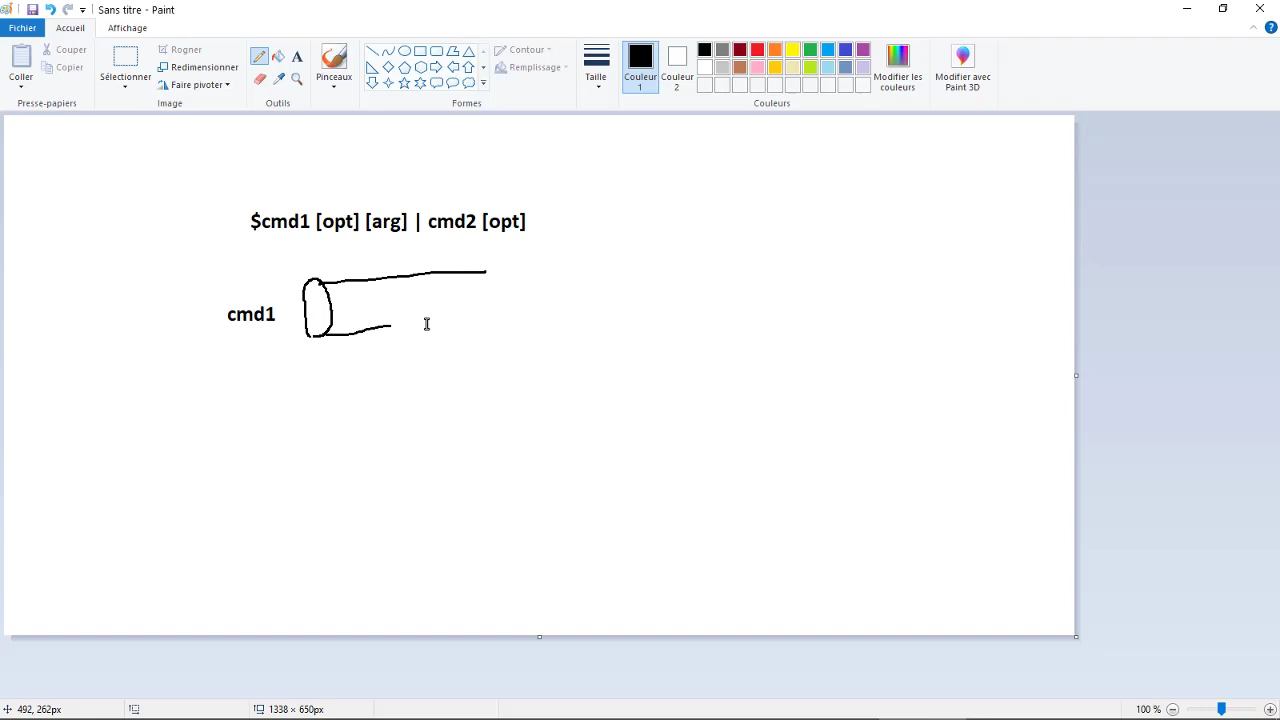 Sans titre - Paint
Fichier
Accueil
Affichage
Coller
Couper
Copier
Presse-papiers
Sélectionner
Rogner
Redimensionner
Faire pivoter
Image
A
Outils
Pinceaux
Contour
Remplissage
Formes
Taille
Couleur
1
Couleur
2
Modifier les
couleurs
Couleurs
Modifier avec
Paint 3D
$cmd1 [opt] [arg] | cmd2 [opt]
cmd1
492, 262px
1338 × 650px
100 %